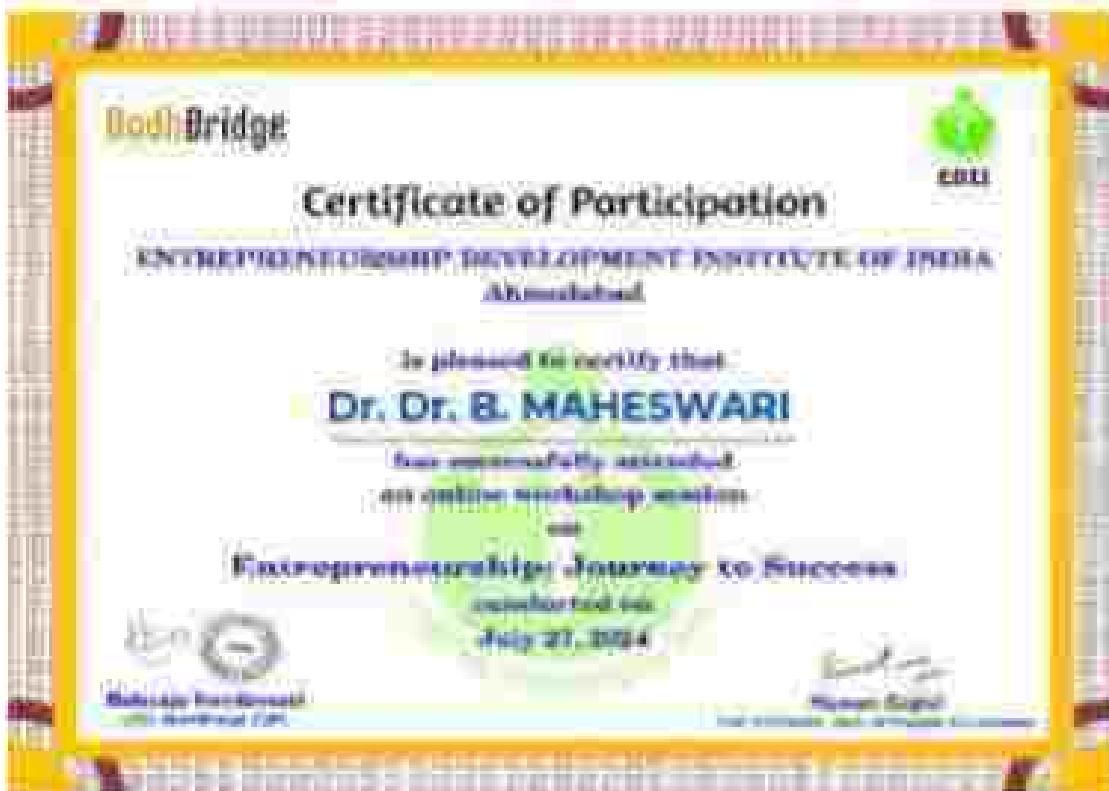 BodhBridge
EDII
Certificate of Participation
ENTREPRENEURSHIP DEVELOPMENT INSTITUTE OF INDIA
Ahmedabad
is pleased to certify that
Dr. Dr. B. MAHESWARI
has successfully attended
an online workshop session
on
Entrepreneurship: Journey to Success
conducted on
July 27, 2024